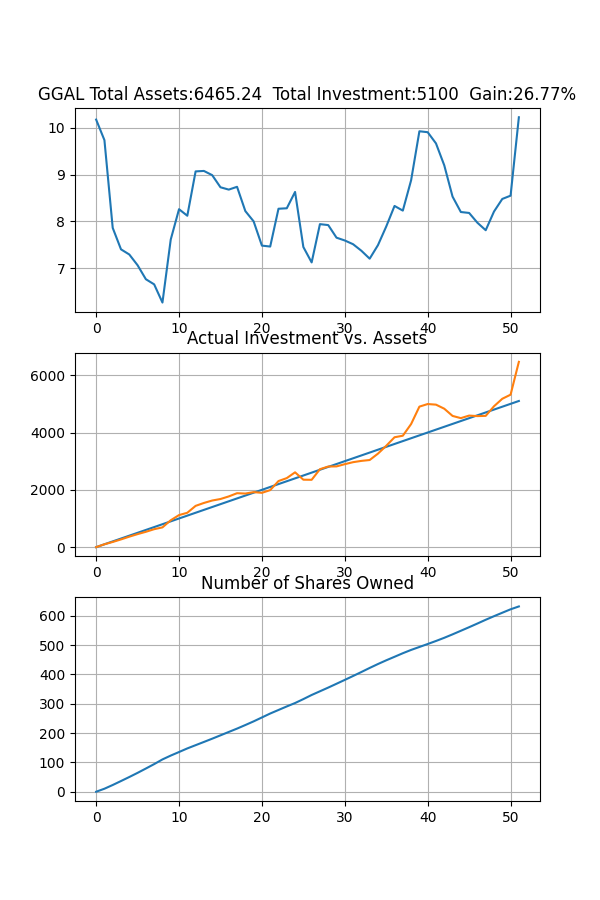 GGAL Total Assets:6465.24  Total Investment:5100  Gain:26.77%
10
9
8
7
0 10 20 30 40 50
Actual Investment vs. Assets
6000
4000
2000
0
0 10 20 30 40 50
Number of Shares Owned
600
500
400
300
200
100
0
0 10 20 30 40 50